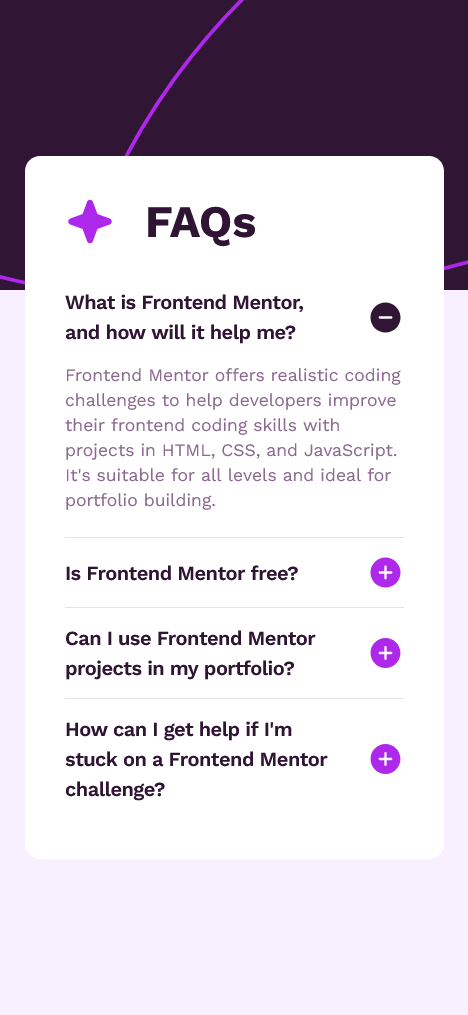 FAQs
What is Frontend Mentor,
and how will it help me?
Frontend Mentor offers realistic coding
challenges to help developers improve
their frontend coding skills with
projects in HTML, CSS, and JavaScript.
It's suitable for all levels and ideal for
portfolio building.
Is Frontend Mentor free?
Can I use Frontend Mentor
projects in my portfolio?
How can I get help if I'm
stuck on a Frontend Mentor
challenge?